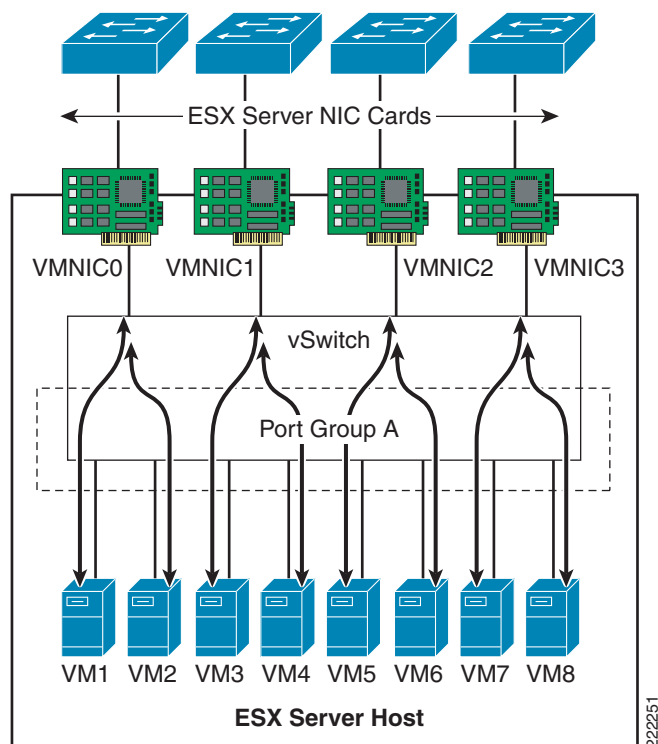 ESX Server NIC Cards
VMNIC0 VMNIC1 VMNIC2 VMNIC3
vSwitch
Port Group A
VM1 VM2 VM3 VM4 VM5 VM6 VM7 VM8
ESX Server Host
222251